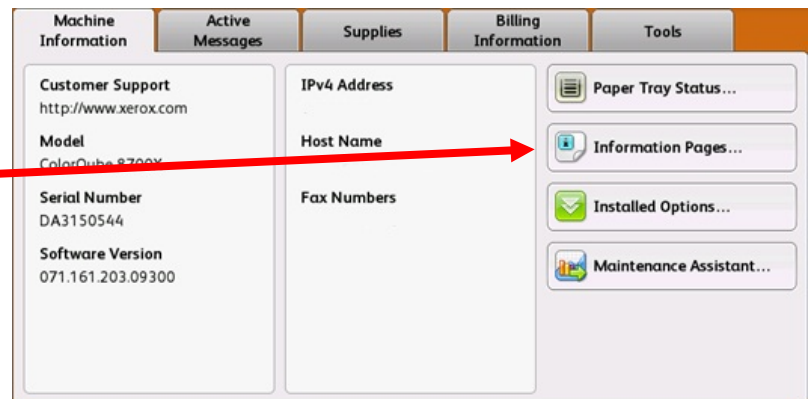 Machine
Information
Active
Messages
Supplies
Billing
Information
Tools
Customer Support
http://www.xerox.com
Model
ColorQube 8700X
Serial Number
DA3150544
Software Version
071.161.203.09300
IPv4 Address
Host Name
Fax Numbers
Paper Tray Status...
Information Pages...
Installed Options...
Maintenance Assistant...